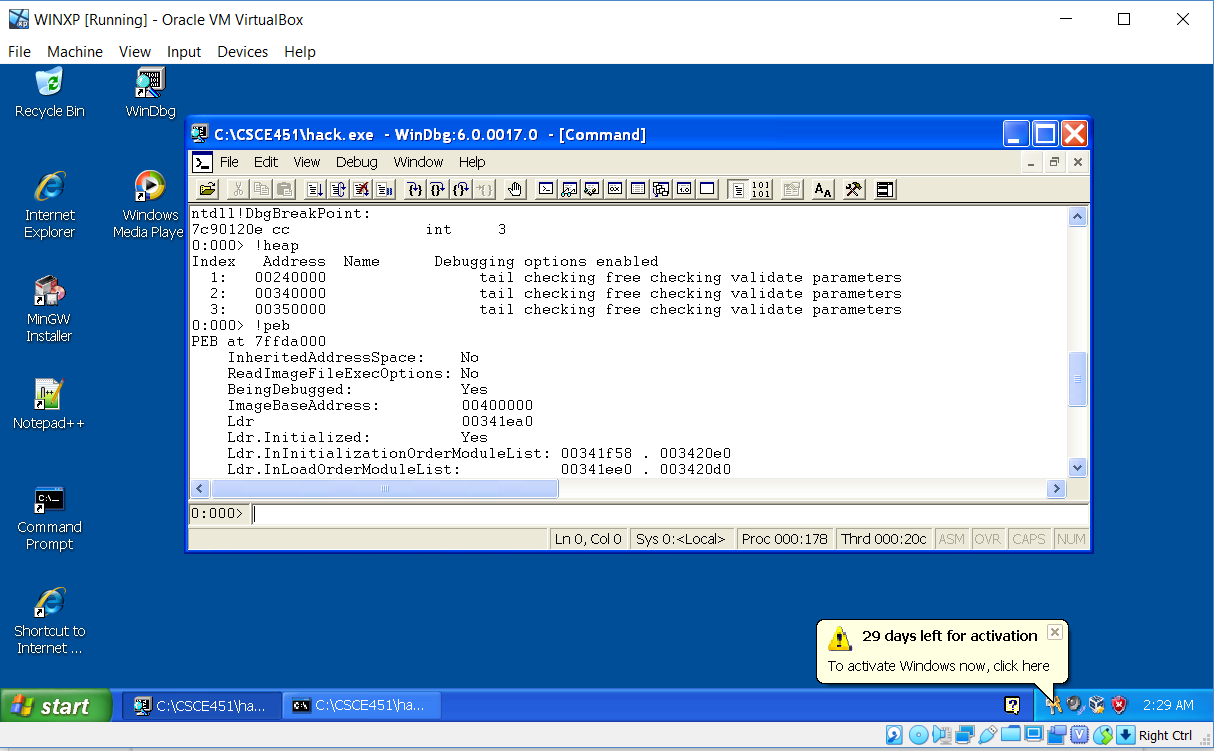 WINXP [Running] - Oracle VM VirtualBox
File Machine View Input Devices Help
Recycle Bin
WinDbg
C:\CSCE451\hack.exe - WinDbg:6.0.0017.0 - [Command]
File Edit View Debug Window Help
ntdll!DbgBreakPoint:
7c90120e cc int 3
0:000> !heap
Index Address Name Debugging options enabled
1: 00240000 tail checking free checking validate parameters
2: 00340000 tail checking free checking validate parameters
3: 00350000 tail checking free checking validate parameters
0:000> !peb
PEB at 7ffda000
InheritedAddressSpace: No
ReadImageFileExecOptions: No
BeingDebugged: Yes
ImageBaseAddress: 00400000
Ldr 00341ea0
Ldr.Initialized: Yes
Ldr.InInitializationOrderModuleList: 00341f58 . 003420e0
Ldr.InLoadOrderModuleList: 00341ee0 . 003420d0
0:000>
Ln 0, Col 0 Sys 0:<Local> Proc 000:178 Thrd 000:20c ASM OVR CAPS NUM
Internet
Explorer
Windows
Media Playe
MinGW
Installer
Notepad++
Command
Prompt
Shortcut to
Internet ...
29 days left for activation
To activate Windows now, click here
start
C:\CSCE451\ha...
C:\CSCE451\ha...
2:29 AM
Right Ctrl